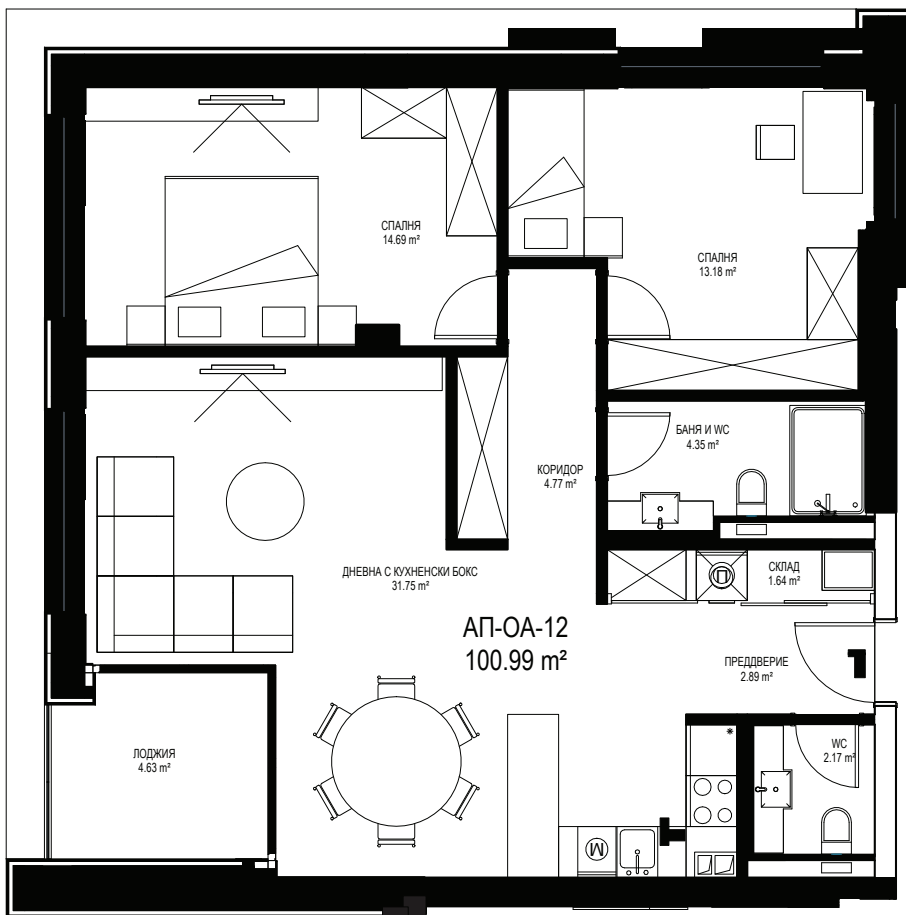 СПАЛНЯ
14.69 m²
СПАЛНЯ
13.18 m²
БАНЯ И WC
4.35 m²
КОРИДОР
4.77 m²
ДНЕВНА С КУХНЕНСКИ БОКС
31.75 m²
СКЛАД
1.64 m²
АП-ОА-12
100.99 m²
ПРЕДДВЕРИЕ
2.89 m²
ЛОДЖИЯ
4.63 m²
WC
2.17 m²
M